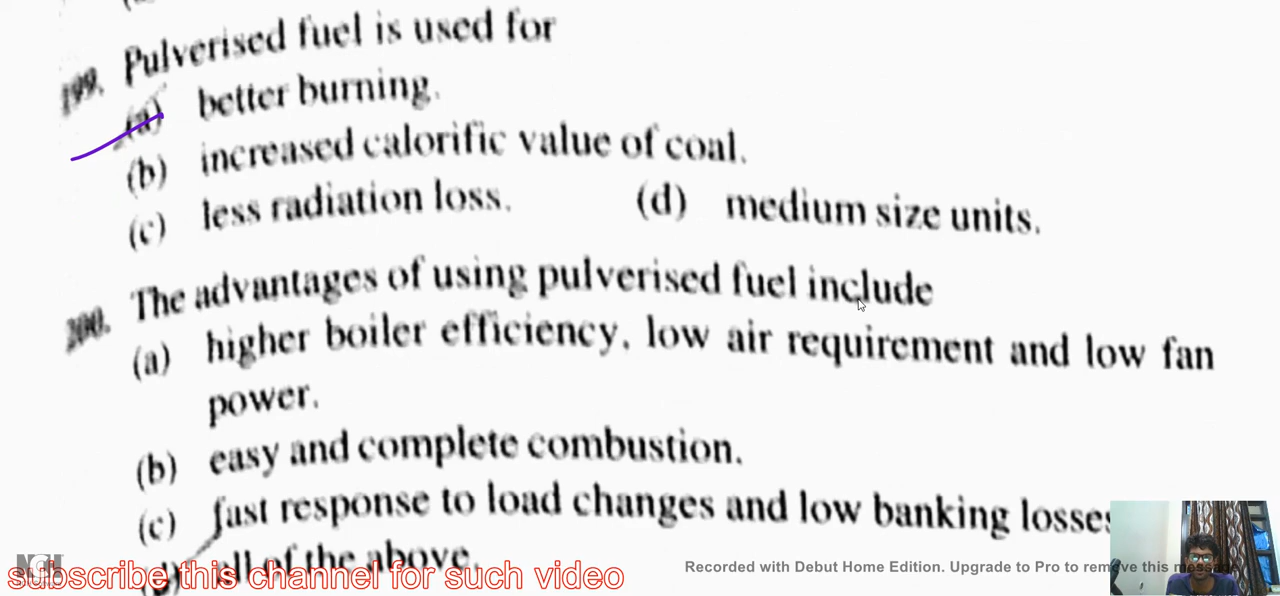 199. Pulverised fuel is used for
(a) better burning.
(b) increased calorific value of coal.
(c) less radiation loss. (d) medium size units.
200. The advantages of using pulverised fuel include
(a) higher boiler efficiency, low air requirement and low fan
power.
(b) easy and complete combustion.
(c) fast response to load changes and low banking losses
(d) all of the above.
NCH
subscribe this channel for such video
Recorded with Debut Home Edition. Upgrade to Pro to remove this message